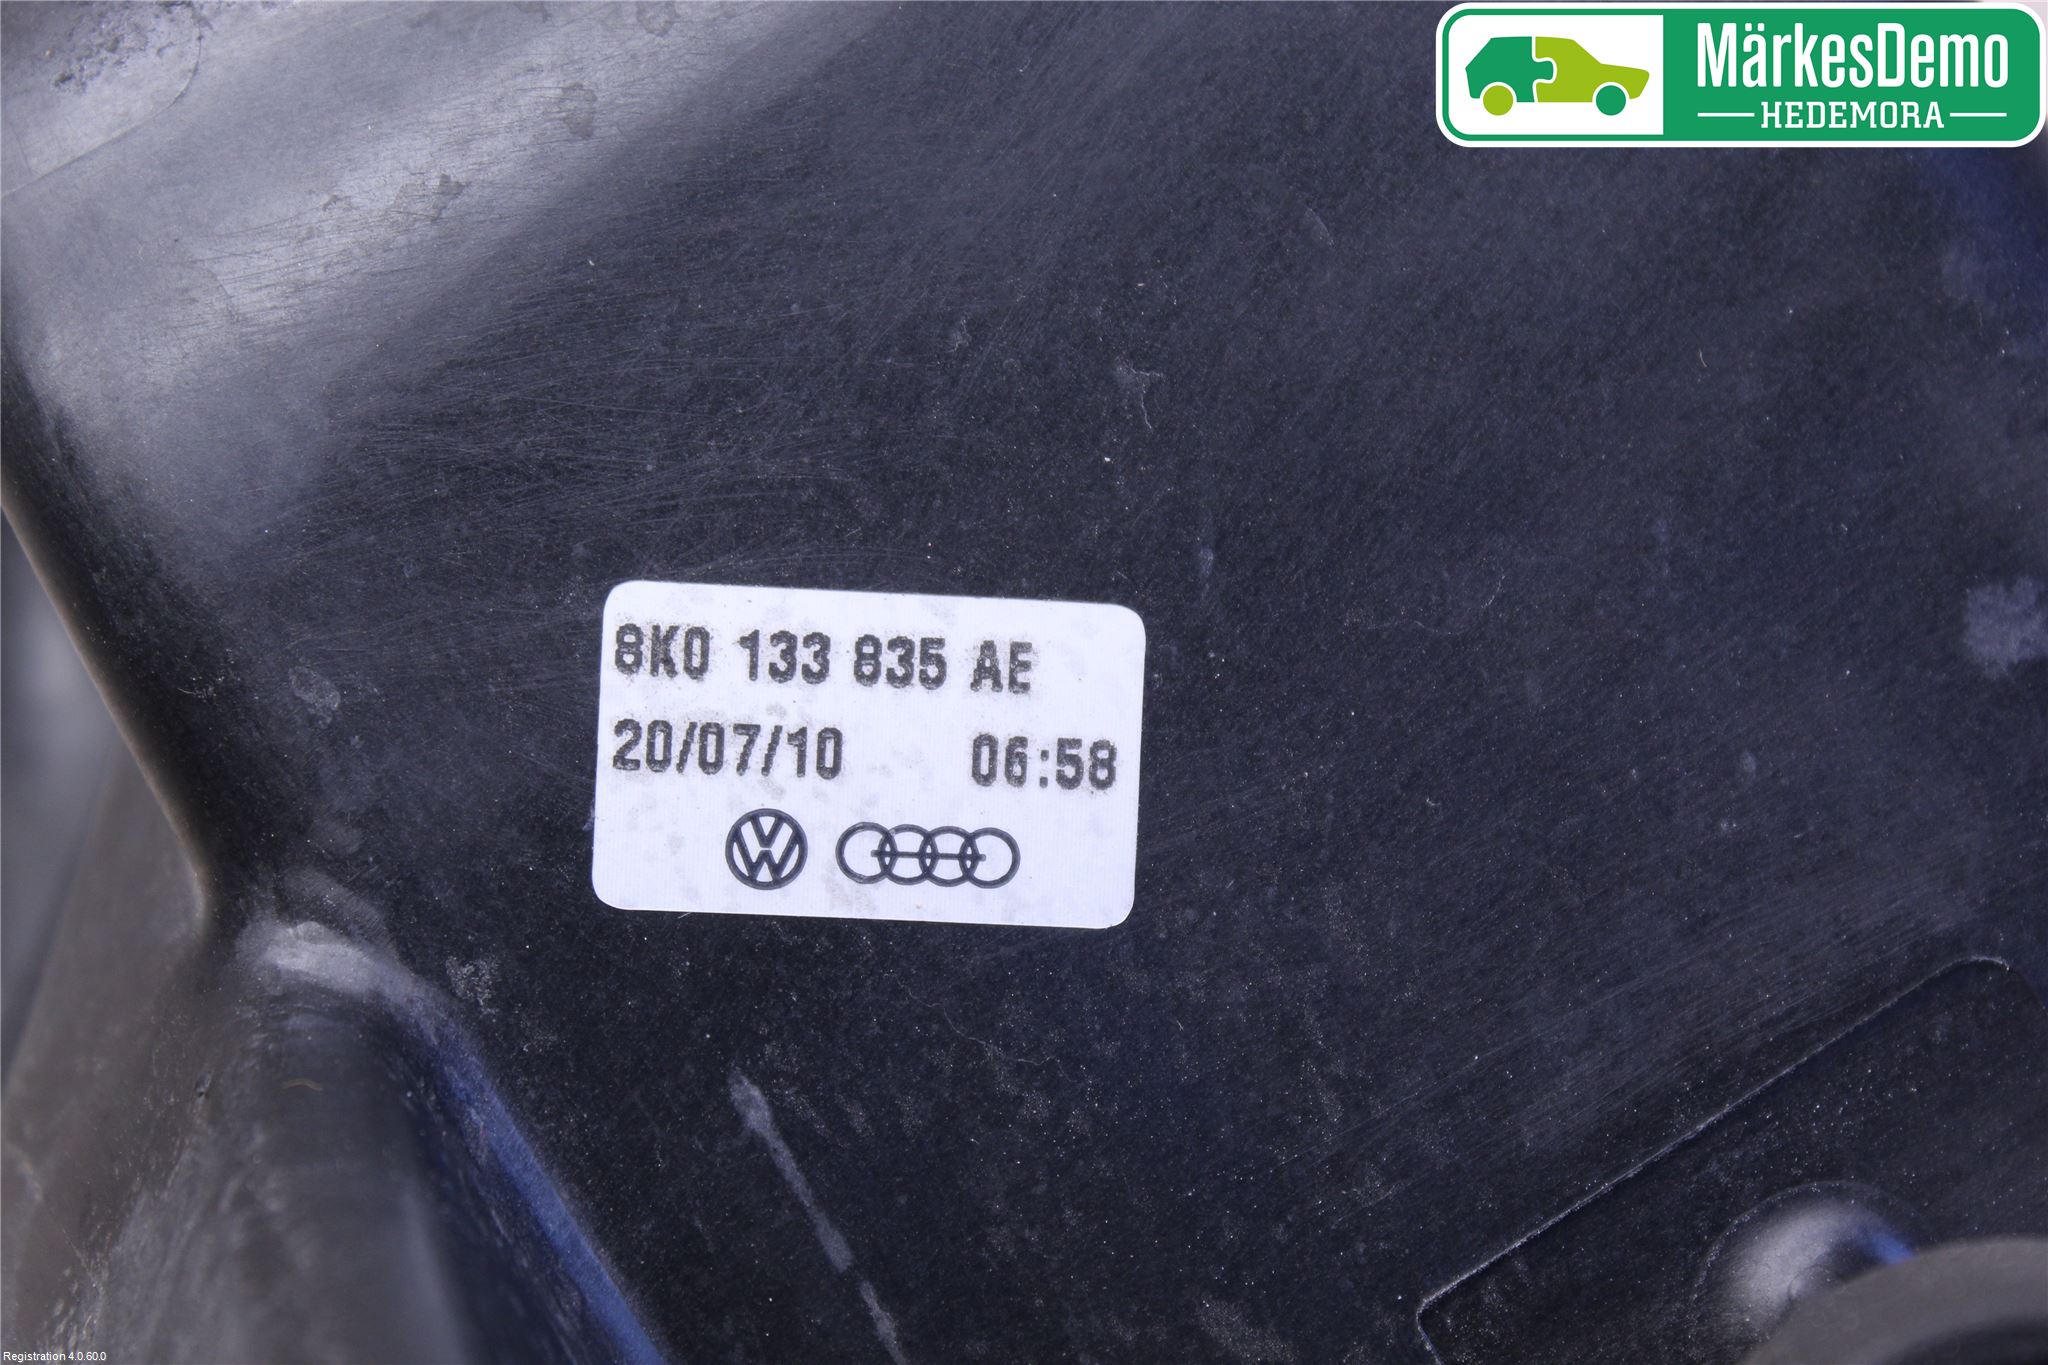 MärkesDemo
HEDEMORA
8K0 133 835 AE
20/07/10 06:58
Registration 4.0.60.0